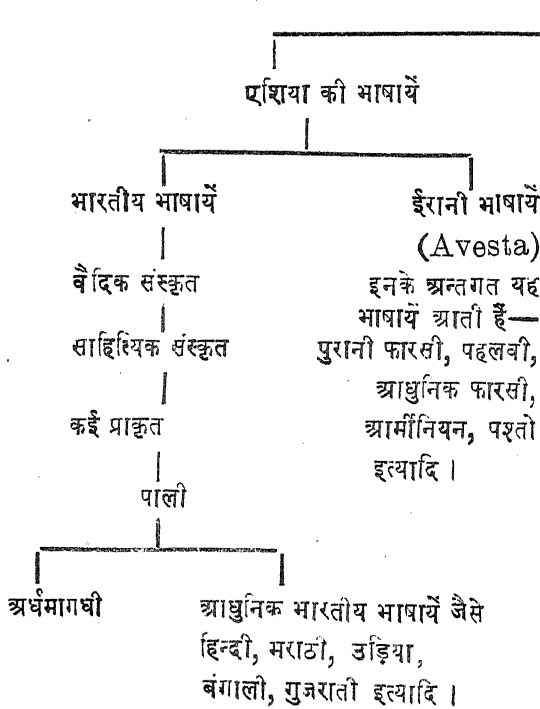 एशिया की भाषायें
भारतीय भाषायें
वैदिक संस्कृत
साहित्यिक संस्कृत
कई प्राकृत
पाली
अर्धमागधी
आधुनिक भारतीय भाषायें जैसे
हिन्दी, मराठी, उड़िया,
बंगाली, गुजराती इत्यादि ।
ईरानी भाषायें
(Avesta)
इनके अन्तगत यह
भाषायें आती हैं—
पुरानी फारसी, पहलवी,
आधुनिक फारसी,
आर्मीनियन, पश्तो
इत्यादि ।